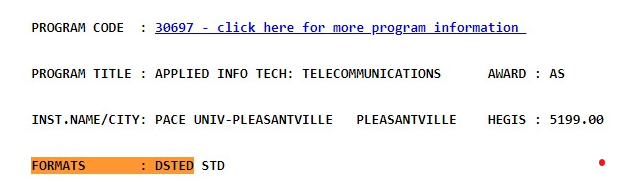 PROGRAM CODE : 30697 - click here for more program information
PROGRAM TITLE : APPLIED INFO TECH: TELECOMMUNICATIONS AWARD : AS
INST.NAME/CITY: PACE UNIV-PLEASANTVILLE PLEASANTVILLE HEGIS : 5199.00
FORMATS : DSTED STD